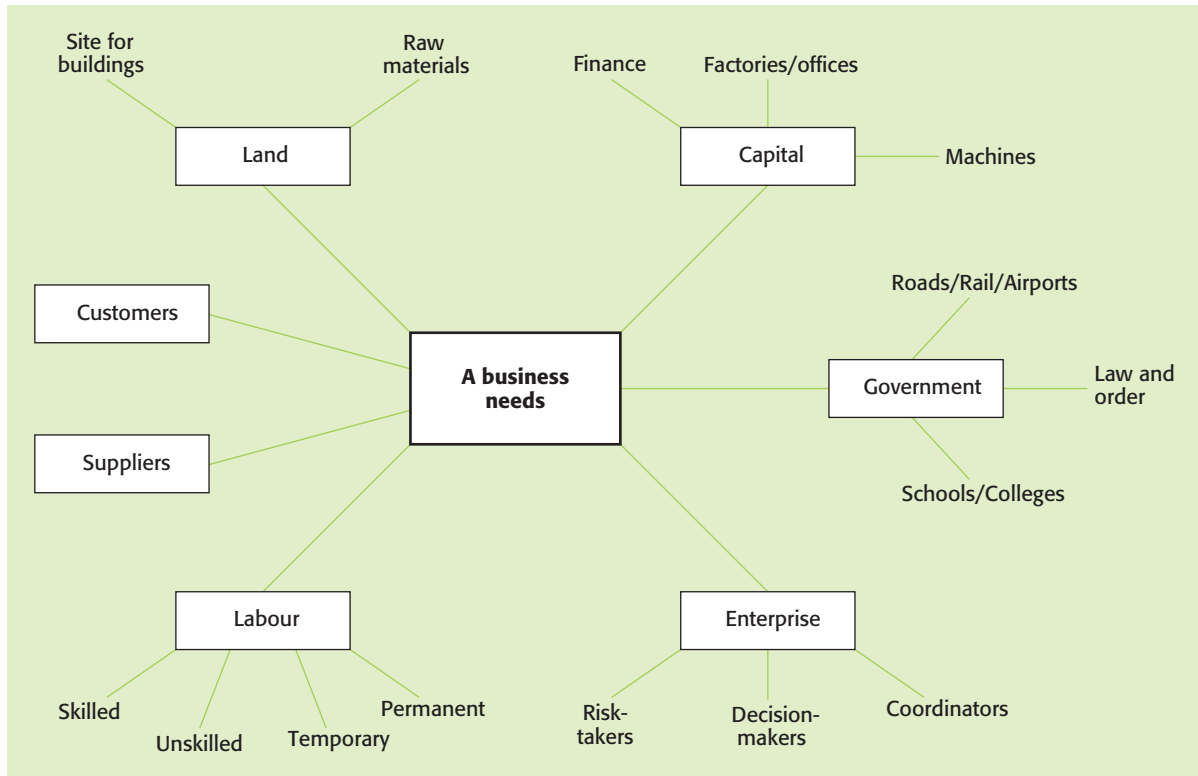 Site for
buildings
Raw
materials
Land
Finance
Factories/offices
Capital
Machines
Customers
Suppliers
A business
needs
Roads/Rail/Airports
Government
Law and
order
Schools/Colleges
Labour
Skilled
Unskilled
Temporary
Permanent
Enterprise
Risk-
takers
Decision-
makers
Coordinators